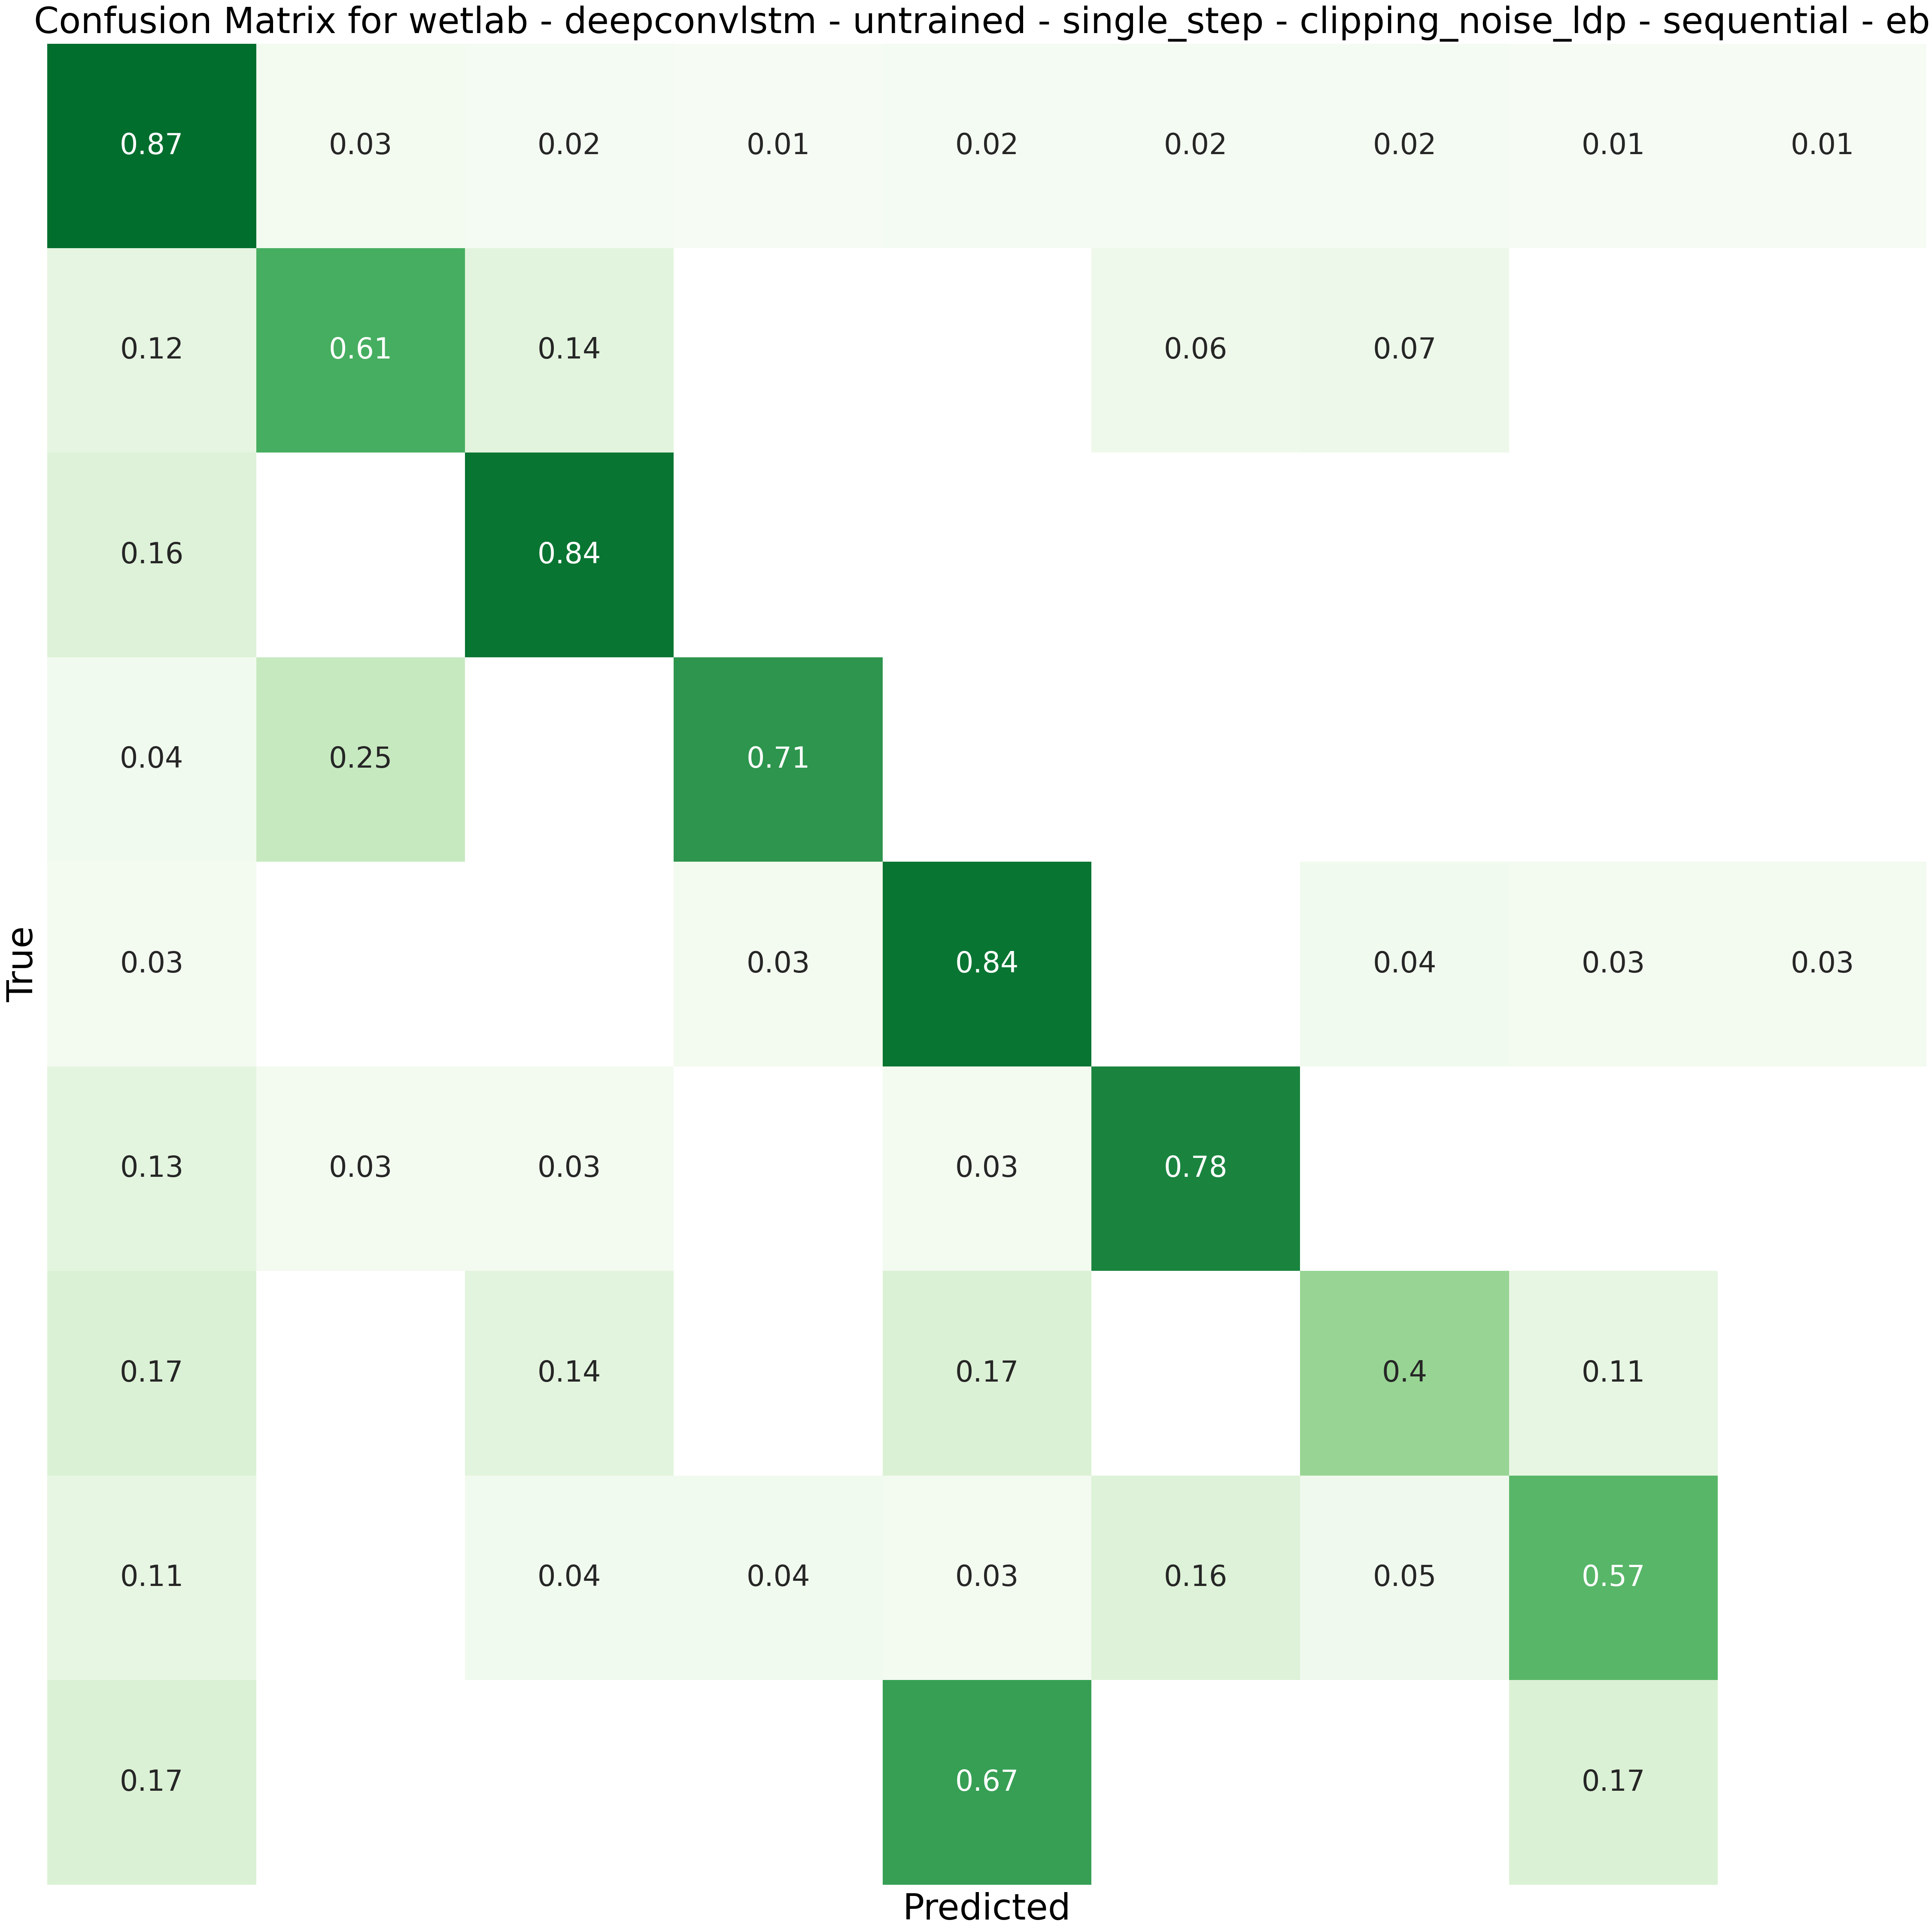 Confusion Matrix for wetlab - deepconvlstm - untrained - single_step - clipping_noise_ldp - sequential - eb
0.87 0.03 0.02 0.01 0.02 0.02 0.02 0.01 0.01
0.12 0.61 0.14 0.06 0.07
0.16 0.84
0.04 0.25 0.71
0.03 0.03 0.84 0.04 0.03 0.03
0.13 0.03 0.03 0.03 0.78
0.17 0.14 0.17 0.4 0.11
0.11 0.04 0.04 0.03 0.16 0.05 0.57
0.17 0.67 0.17
True
Predicted